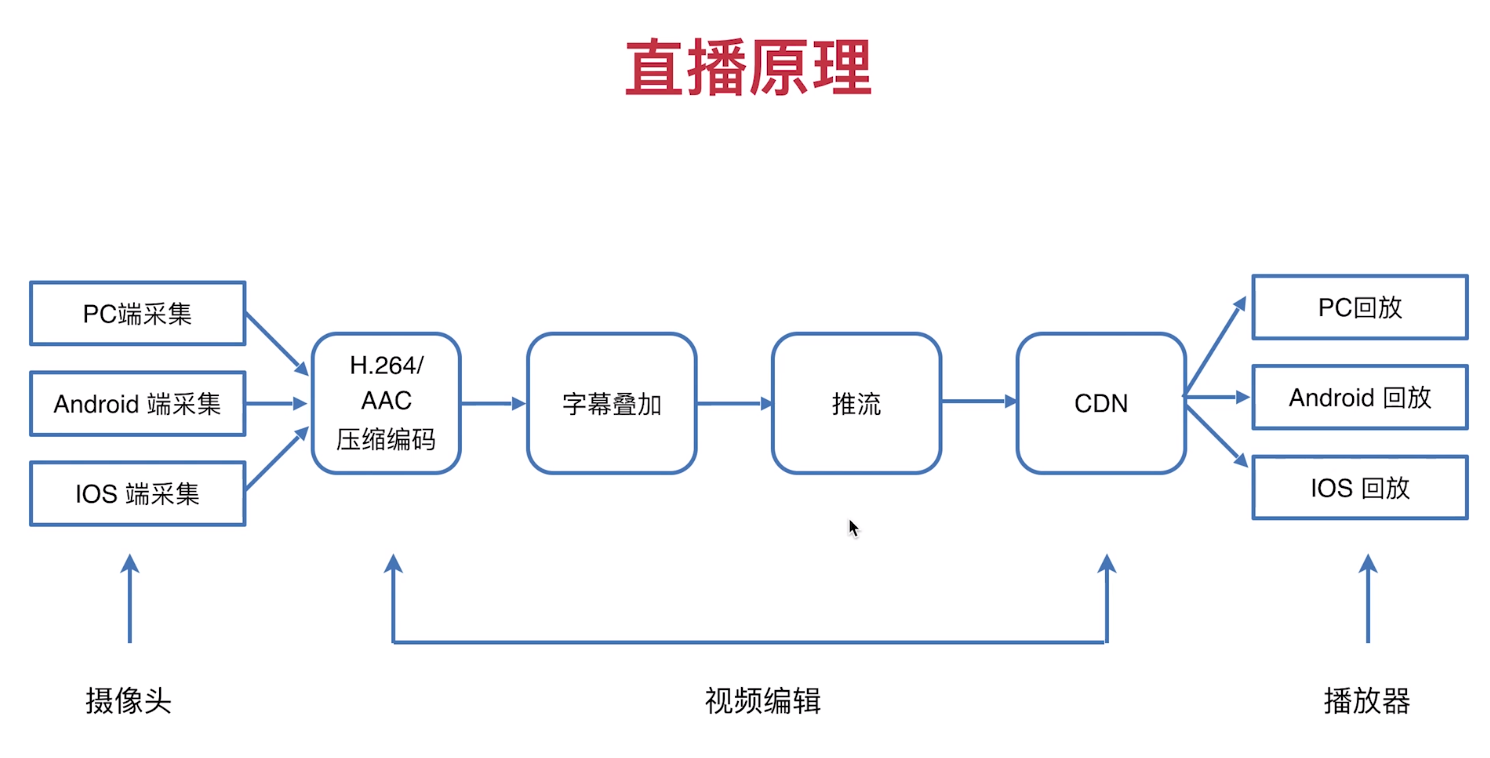 直播原理
PC端采集
Android 端采集
IOS 端采集
H.264/
AAC
压缩编码
字幕叠加
推流
CDN
PC回放
Android 回放
IOS 回放
摄像头
视频编辑
播放器